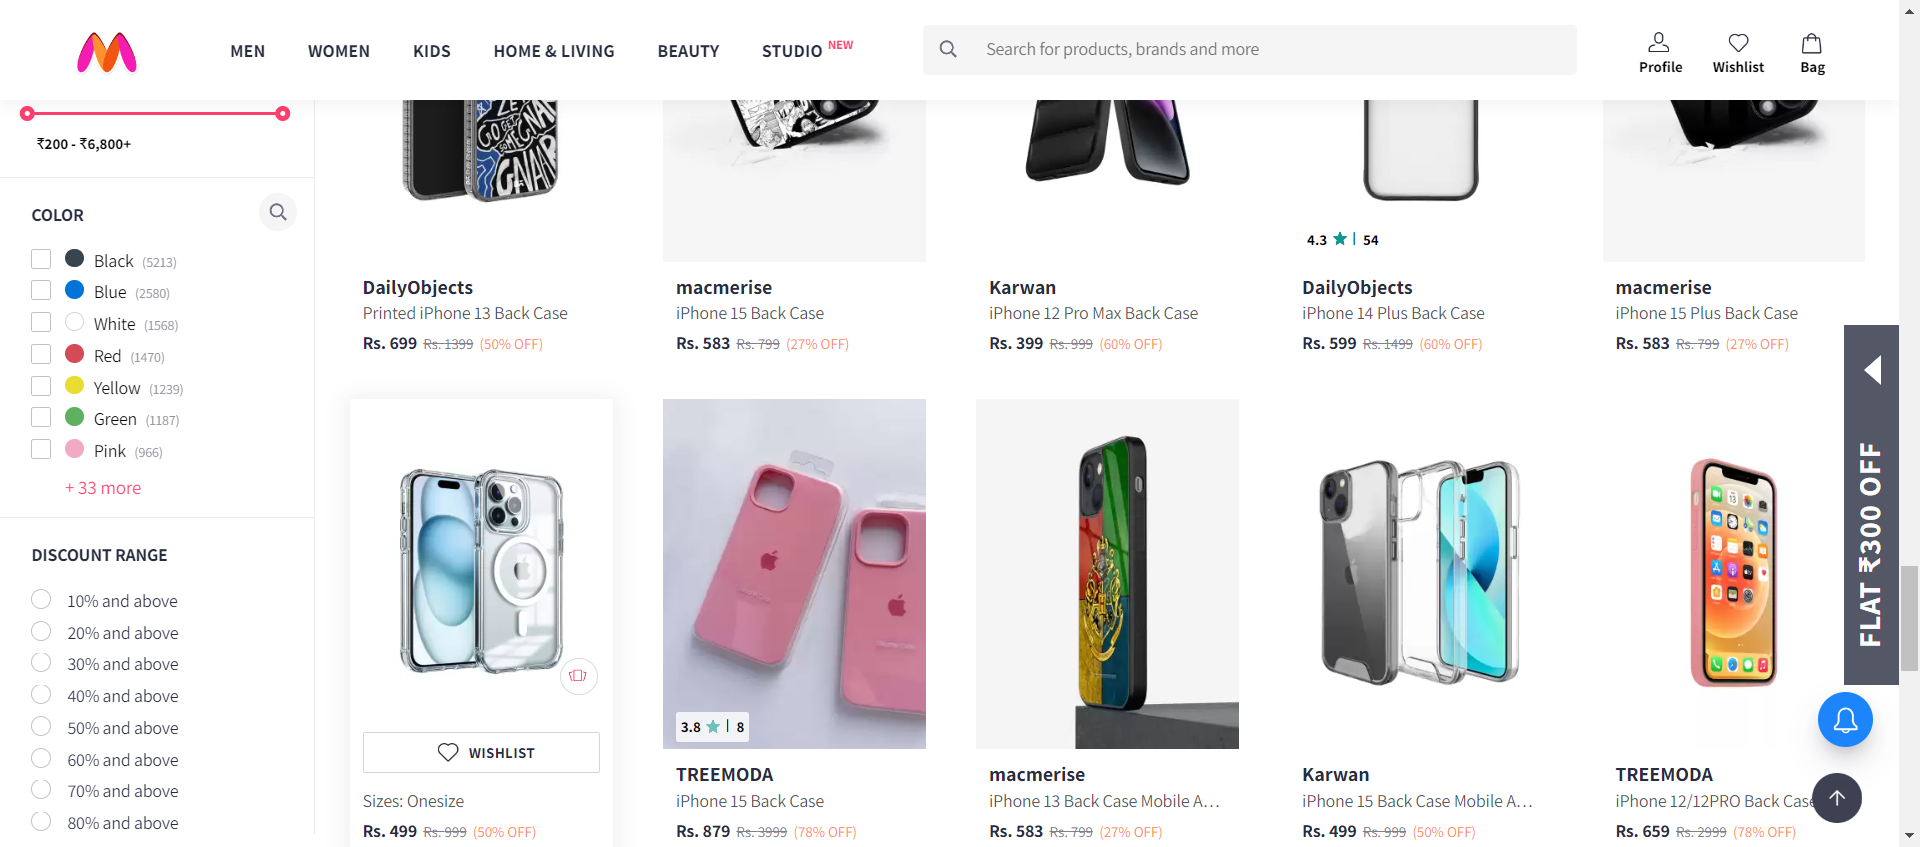 MEN
WOMEN
KIDS
HOME & LIVING
BEAUTY
STUDIO NEW
Search for products, brands and more
Profile
Wishlist
Bag
₹200 - ₹6,800+
COLOR
Black (5213)
Blue (2580)
White (1568)
Red (1470)
Yellow (1239)
Green (1187)
Pink (966)
+ 33 more
DISCOUNT RANGE
10% and above
20% and above
30% and above
40% and above
50% and above
60% and above
70% and above
80% and above
GO GET
SOME
GNAR
DailyObjects
Printed iPhone 13 Back Case
Rs. 699 Rs. 1399 (50% OFF)
macmerise
iPhone 15 Back Case
Rs. 583 Rs. 799 (27% OFF)
Karwan
iPhone 12 Pro Max Back Case
Rs. 399 Rs. 999 (60% OFF)
4.3 | 54
DailyObjects
iPhone 14 Plus Back Case
Rs. 599 Rs. 1499 (60% OFF)
macmerise
iPhone 15 Plus Back Case
Rs. 583 Rs. 799 (27% OFF)
WISHLIST
Sizes: Onesize
Rs. 499 Rs. 999 (50% OFF)
3.8 | 8
TREEMODA
iPhone 15 Back Case
Rs. 879 Rs. 3999 (78% OFF)
macmerise
iPhone 13 Back Case Mobile A...
Rs. 583 Rs. 799 (27% OFF)
Karwan
iPhone 15 Back Case Mobile A...
Rs. 499 Rs. 999 (50% OFF)
TREEMODA
iPhone 12/12PRO Back Case
Rs. 659 Rs. 2999 (78% OFF)
FLAT ₹300 OFF